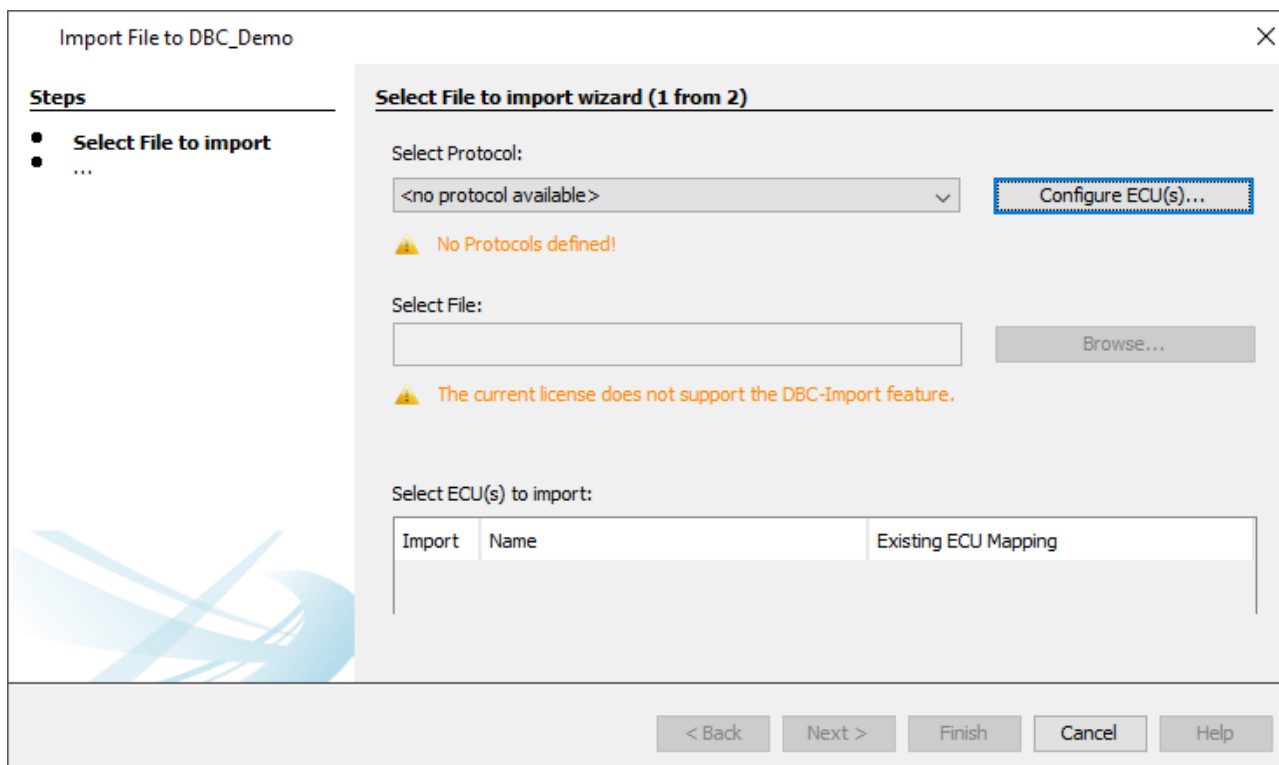 Import File to DBC_Demo
Steps
Select File to import
...
Select File to import wizard (1 from 2)
Select Protocol:
<no protocol available>
Configure ECU(s)...
No Protocols defined!
Select File:
Browse...
The current license does not support the DBC-Import feature.
Select ECU(s) to import:
Import Name Existing ECU Mapping
< Back Next > Finish Cancel Help